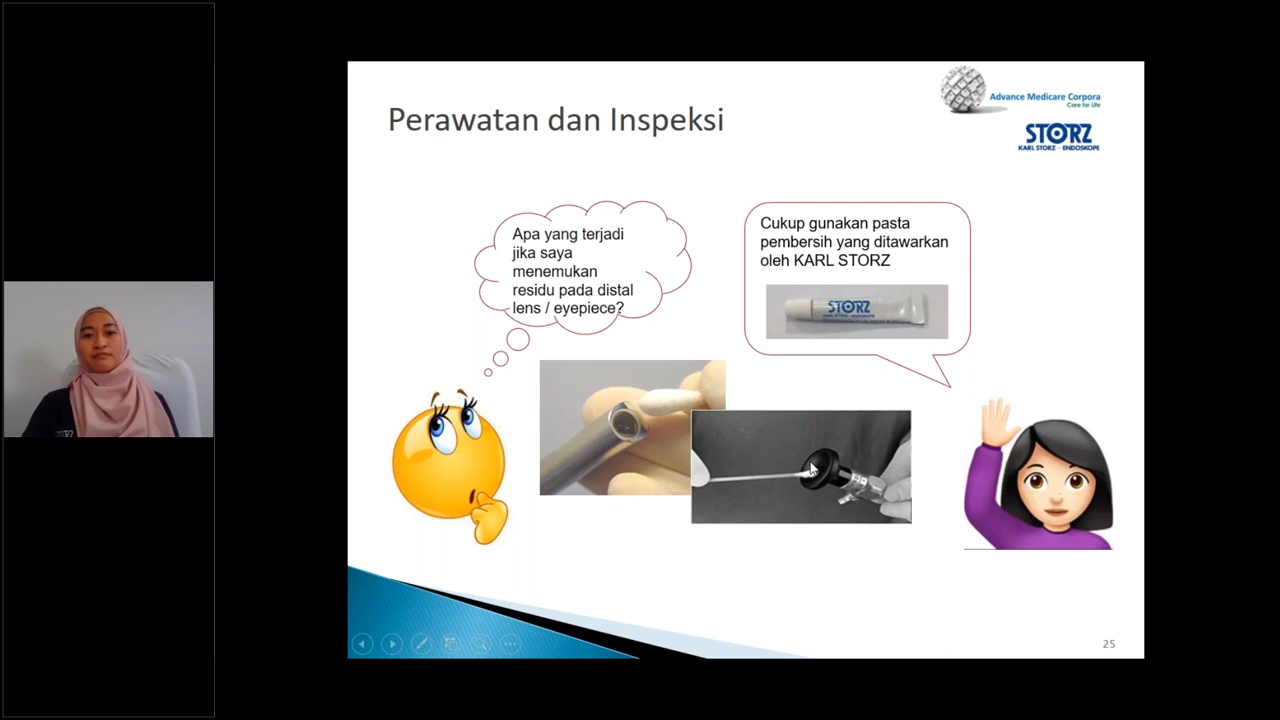 Perawatan dan Inspeksi
Advance Medicare Corpora
Care for Life
STORZ
KARL STORZ - ENDOSKOPE
Apa yang terjadi
jika saya
menemukan
residu pada distal
lens / eyepiece?
Cukup gunakan pasta
pembersih yang ditawarkan
oleh KARL STORZ
STORZ
25